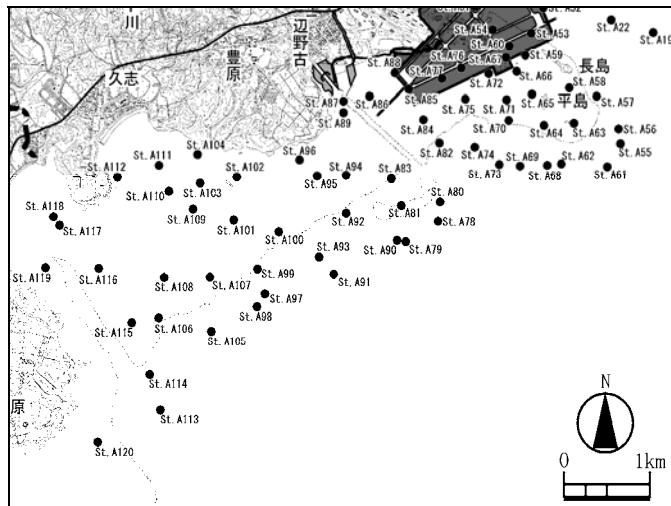 St. A52
St. A22
St. A19
St. A54
St. A53
St. A60
川
辺野古
豊原
久志
St. A88
St. A76
St. A67
St. A59
長島
St. A77
St. A72
St. A66
St. A58
平島
St. A87
St. A86
St. A85
St. A75
St. A71
St. A65
St. A57
St. A89
St. A84
St. A70
St. A64
St. A63
St. A56
St. A55
St. A82
St. A74
St. A104
St. A96
St. A111
St. A112
St. A102
St. A94
St. A95
St. A83
St. A73
St. A69
St. A68
St. A62
St. A61
St. A110
St. A103
St. A109
St. A80
St. A81
St. A78
St. A118
St. A117
St. A101
St. A92
St. A100
St. A90
St. A79
St. A93
St. A119
St. A116
St. A108
St. A107
St. A99
St. A91
St. A97
St. A98
St. A115
St. A106
St. A105
St. A114
N
原
St. A113
St. A120
0
1km